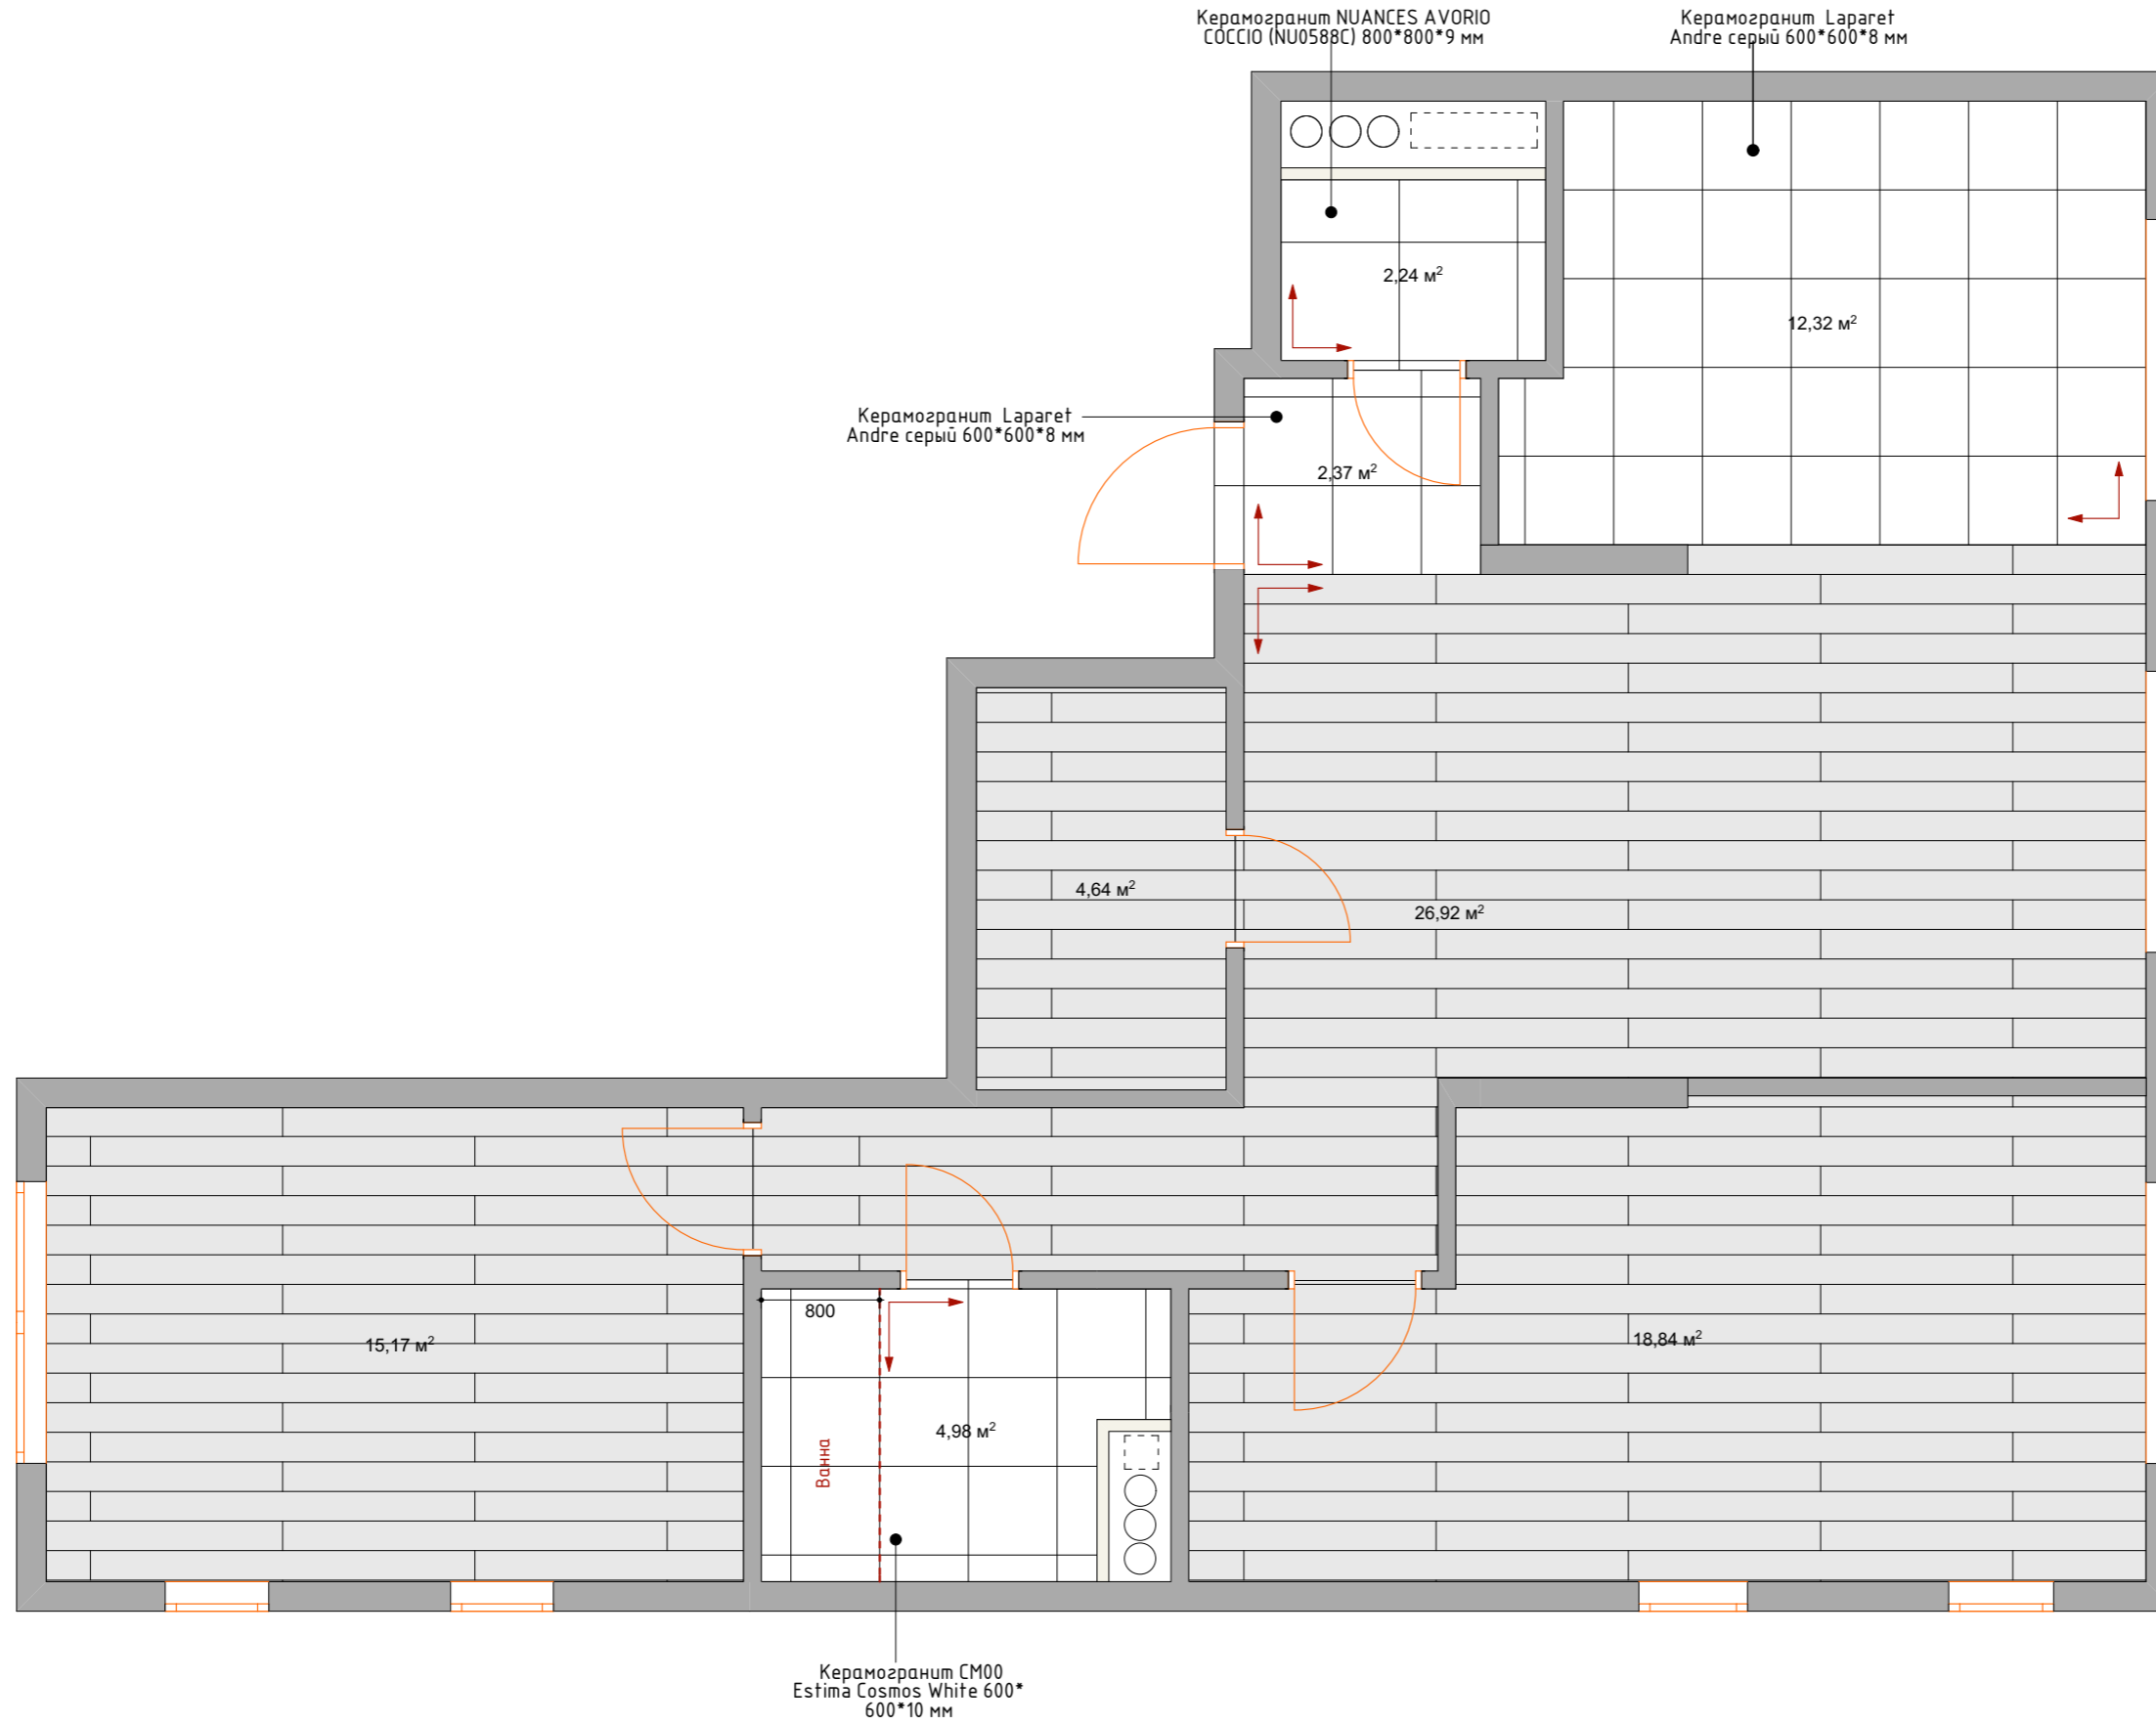 Керамогранит NUANCES AVORIO
COCCIO (NU0588C) 800*800*9 мм
Керамогранит Laparet
Andre серый 600*600*8 мм
2,24 м²
12,32 м²
Керамогранит Laparet
Andre серый 600*600*8 мм
2,37 м²
4,64 м²
26,92 м²
800
15,17 м²
18,84 м²
4,98 м²
Ванна
Керамогранит CM00
Estima Cosmos White 600*
600*10 мм